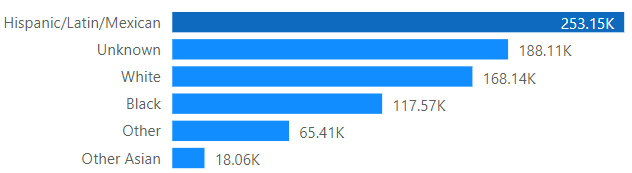 Hispanic/Latin/Mexican 253.15K
Unknown 188.11K
White 168.14K
Black 117.57K
Other 65.41K
Other Asian 18.06K